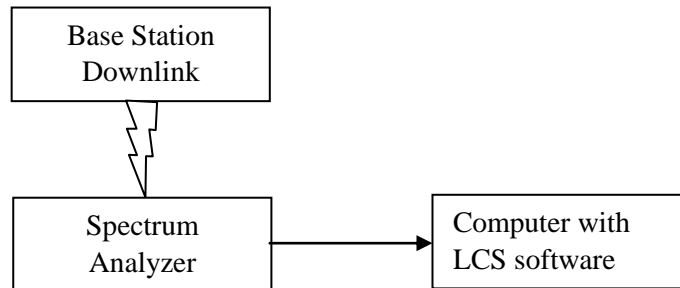 Base Station
Downlink
Spectrum
Analyzer
Computer with
LCS software